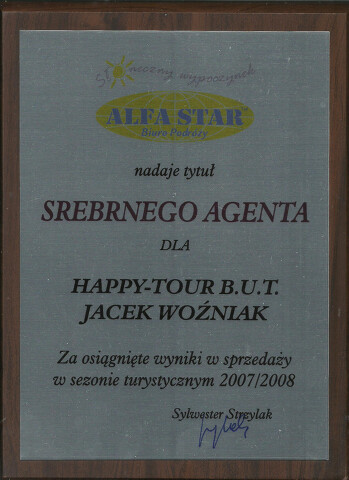 Słoneczny wypoczynek
ALFA STAR
Biuro Podróży
nadaje tytuł
SREBRNEGO AGENTA
DLA
HAPPY-TOUR B.U.T.
JACEK WOŹNIAK
Za osiągnięte wyniki w sprzedaży
w sezonie turystycznym 2007/2008
Sylwester Strzylak